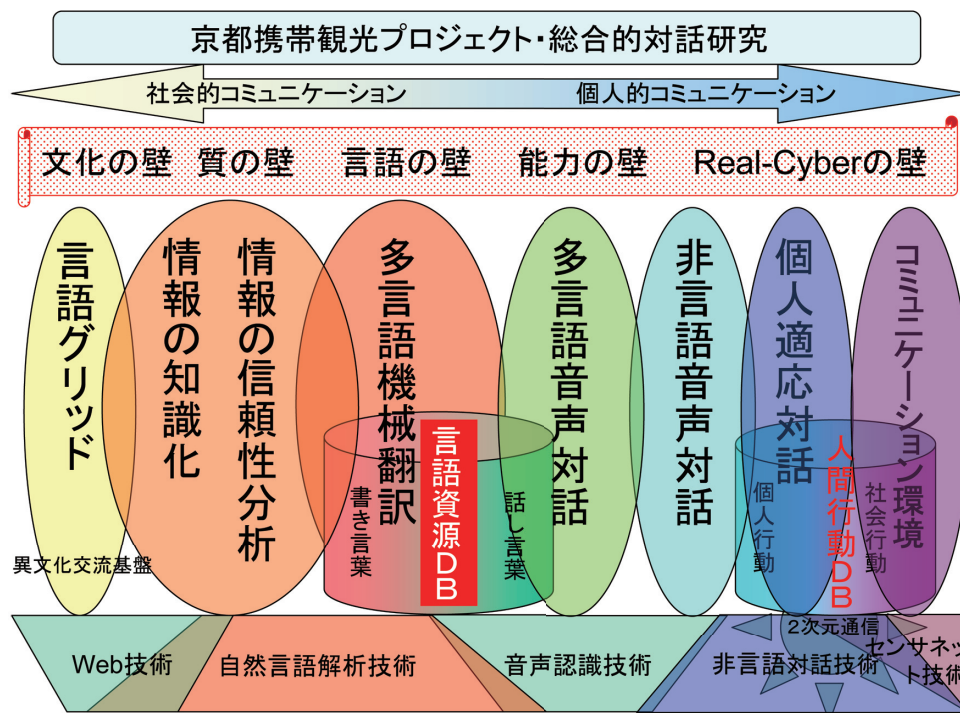 京都携帯観光プロジェクト・総合的対話研究
社会的コミュニケーション
個人的コミュニケーション
文化の壁
質の壁
言語の壁
能力の壁
Real-Cyberの壁
言語グリッド
情報の知識化
情報の信頼性分析
多言語機械翻訳
多言語音声対話
非言語音声対話
個人適応対話
コミュニケーション環境
書き言葉
言語資源DB
話し言葉
個人行動
人間行動DB
社会行動
異文化交流基盤
2次元通信
Web技術
自然言語解析技術
音声認識技術
非言語対話技術
センサネッ
ト技術